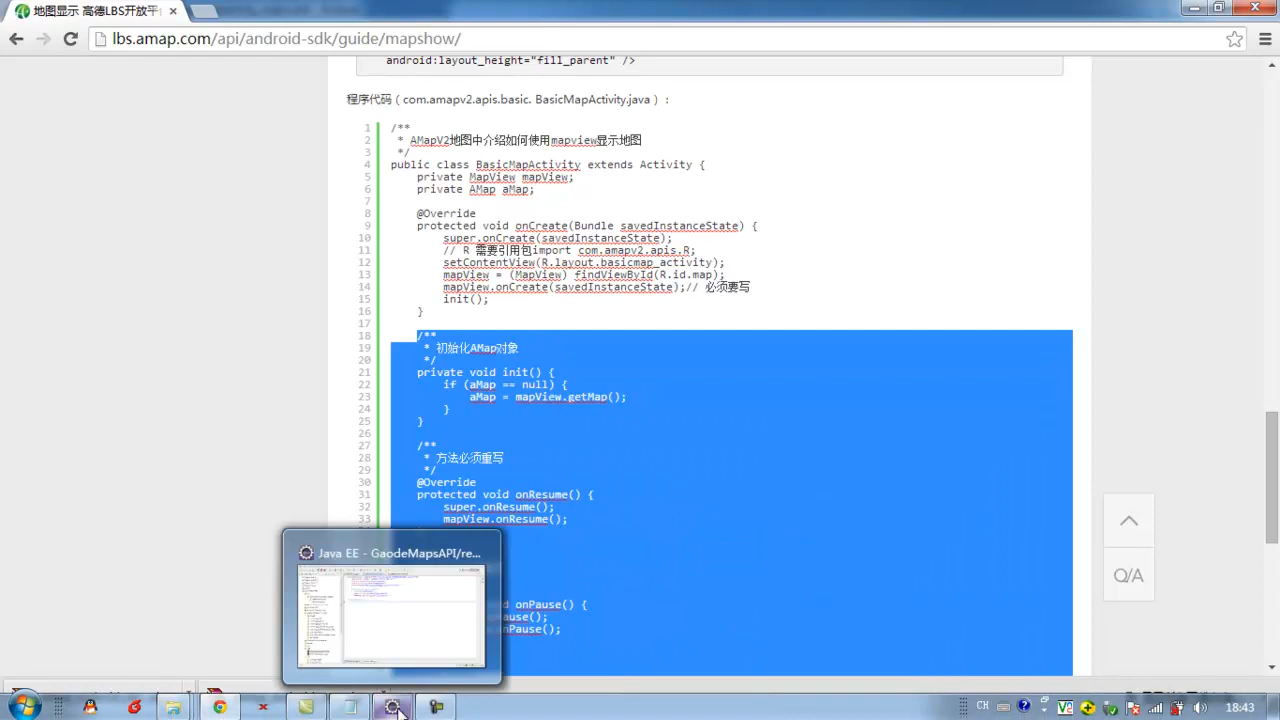 地图显示 高德LBS开放平
lbs.amap.com/api/android-sdk/guide/mapshow/
android:layout_height="fill_parent" />
程序代码（com.amapv2.apis.basic. BasicMapActivity.java）：
1 /**
2 * AMapV2地图中介绍如何使用mapview显示地图
3 */
4 public class BasicMapActivity extends Activity {
5 private MapView mapView;
6 private AMap aMap;
7
8 @Override
9 protected void onCreate(Bundle savedInstanceState) {
10 super.onCreate(savedInstanceState);
11 // R 需要引用包import com.amapv2.apis.R;
12 setContentView(R.layout.basicmap_activity);
13 mapView = (MapView) findViewById(R.id.map);
14 mapView.onCreate(savedInstanceState);// 必须要写
15 init();
16 }
17
18 /**
19 * 初始化AMap对象
20 */
21 private void init() {
22 if (aMap == null) {
23 aMap = mapView.getMap();
24 }
25 }
26
27 /**
28 * 方法必须重写
29 */
30 @Override
31 protected void onResume() {
32 super.onResume();
33 mapView.onResume();
Java EE - GaodeMapsAPI/re...
onPause() {
Pause();
Q/A
CH
18:43